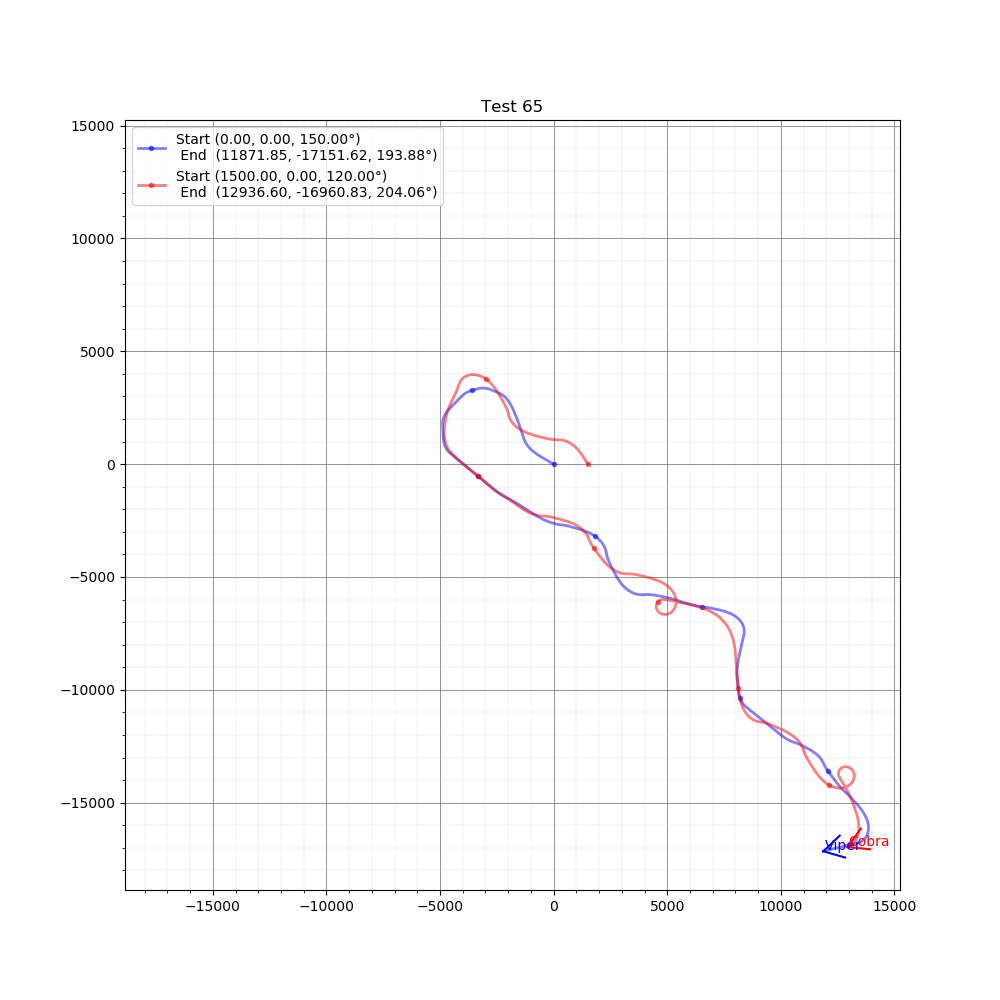 Test 65
Start (0.00, 0.00, 150.00°)
End  (11871.85, -17151.62, 193.88°)
Start (1500.00, 0.00, 120.00°)
End  (12936.60, -16960.83, 204.06°)
15000
10000
5000
0
−5000
−10000
−15000
Viper
Cobra
−15000 −10000 −5000 0 5000 10000 15000